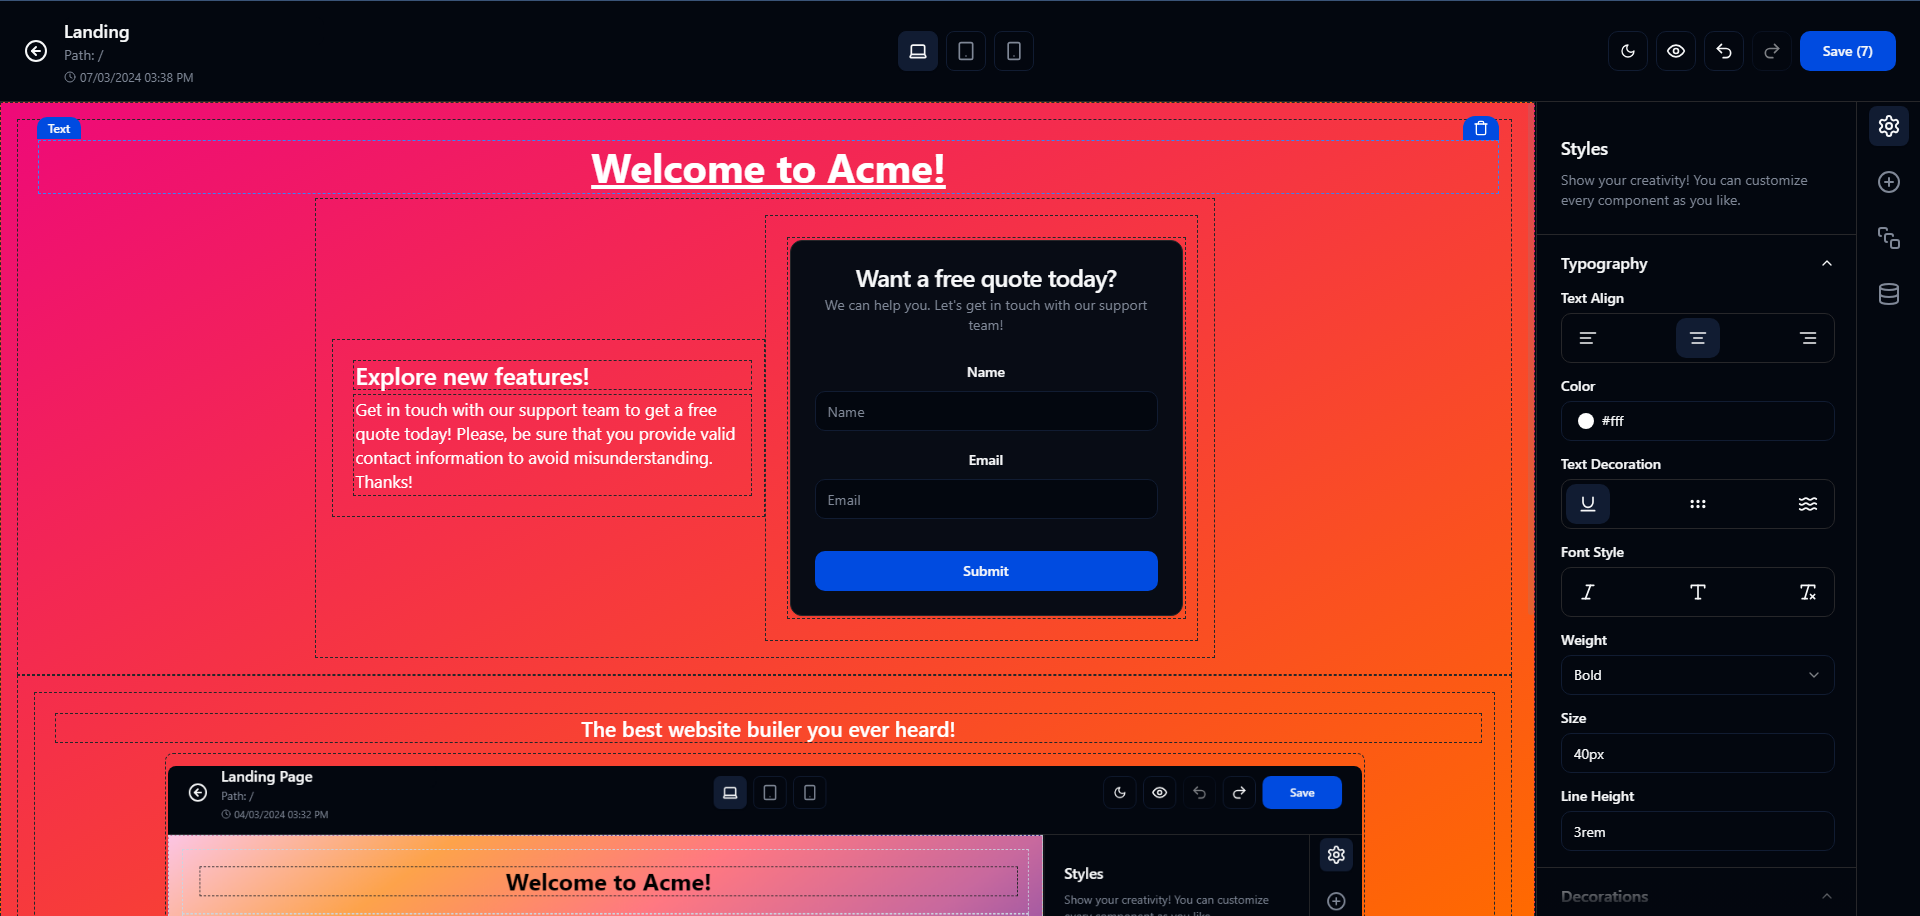 Landing
Path: /
07/03/2024 03:38 PM
Save (7)
Text
Welcome to Acme!
Explore new features!
Get in touch with our support team to get a free
quote today! Please, be sure that you provide valid
contact information to avoid misunderstanding.
Thanks!
Want a free quote today?
We can help you. Let's get in touch with our support
team!
Name
Name
Email
Email
Submit
The best website builer you ever heard!
Landing Page
Path: /
04/03/2024 03:32 PM
Save
Welcome to Acme!
Styles
Show your creativity! You can customize
every component as you like.
Styles
Show your creativity! You can customize
every component as you like.
Typography
Text Align
Color
#fff
Text Decoration
Font Style
Weight
Bold
Size
40px
Line Height
3rem
Decorations